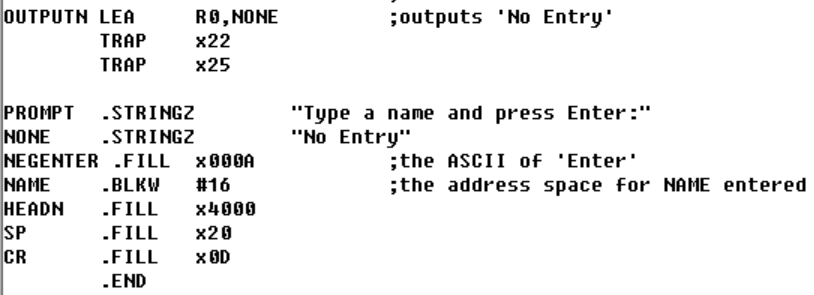 OUTPUTN LEA R0,NONE ;outputs 'No Entry'
TRAP x22
TRAP x25
PROMPT .STRINGZ "Type a name and press Enter:"
NONE .STRINGZ "No Entry"
NEGENTER .FILL x000A ;the ASCII of 'Enter'
NAME .BLKW #16 ;the address space for NAME entered
HEADN .FILL x4000
SP .FILL x20
CR .FILL x0D
.END